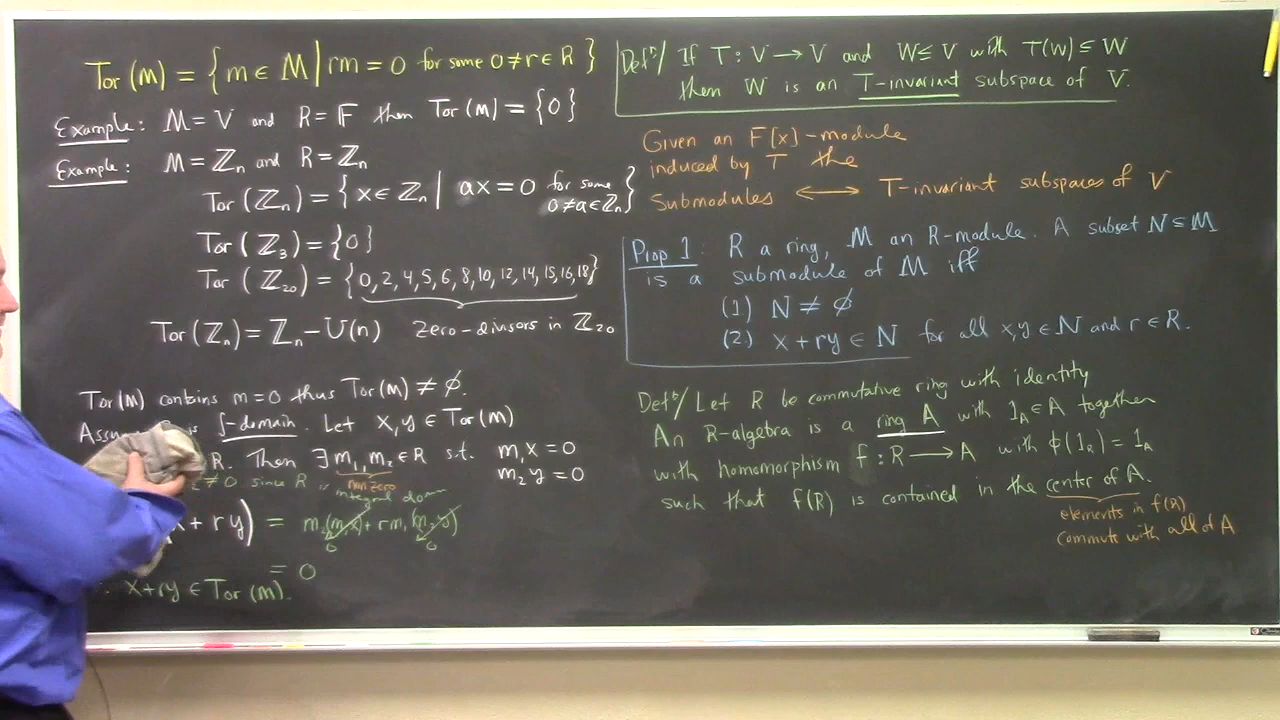 Tor(M) = {m ∈ M | rm = 0 for some 0 ≠ r ∈ R}
Example: M = V and R = F then Tor(M) = {0}
Example: M = ℤn and R = ℤn
Tor(ℤn) = {x ∈ ℤn | ax = 0 for some 0 ≠ a ∈ ℤn}
Tor(ℤ3) = {0}
Tor(ℤ20) = {0, 2, 4, 5, 6, 8, 10, 12, 14, 15, 16, 18}
Tor(ℤn) = ℤn − U(n) zero-divisors in ℤ20
Tor(M) contains m = 0 thus Tor(M) ≠ ∅.
∫-domain. Let x, y ∈ Tor(M)
R. Then ∃ m1, m2 ∈ R s.t. m1x = 0
nonzero m2y = 0
≠ 0 since R is integral dom
x + ry) = m2(m1x) + rm1(m2y)
0 0
= 0
x + ry ∈ Tor(M).
Defn/ If T: V → V and W ≤ V with T(W) ⊆ W
then W is an T-invariant subspace of V.
Given an F[x]-module
induced by T the
Submodules ⟷ T-invariant subspaces of V
Prop 1: R a ring, M an R-module. A subset N ⊆ M
is a submodule of M iff
(1) N ≠ ∅
(2) x + ry ∈ N for all x, y ∈ N and r ∈ R.
Defn/ Let R be commutative ring with identity
An R-algebra is a ring A with 1A ∈ A together
with homomorphism f: R → A with φ(1R) = 1A
such that f(R) is contained in the center of A.
elements in f(R)
commute with all of A